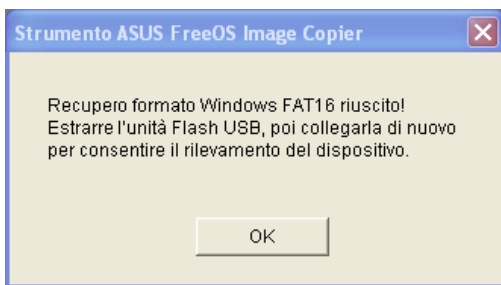 Strumento ASUS FreeOS Image Copier
Recupero formato Windows FAT16 riuscito!
Estrarre l'unità Flash USB, poi collegarla di nuovo
per consentire il rilevamento del dispositivo.
OK